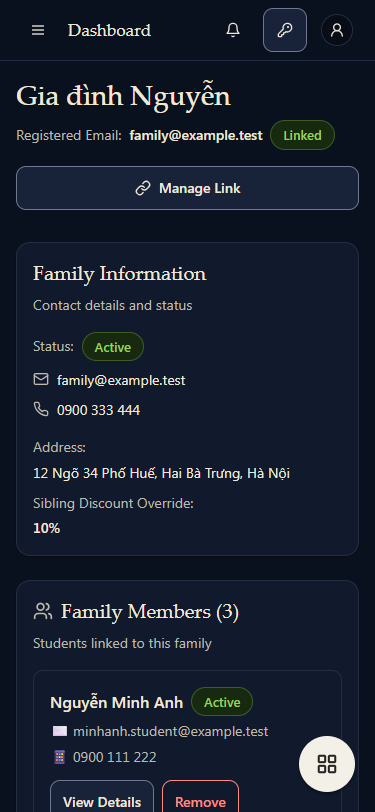 Dashboard
Gia đình Nguyễn
Registered Email: family@example.test Linked
Manage Link
Family Information
Contact details and status
Status: Active
family@example.test
0900 333 444
Address:
12 Ngõ 34 Phố Huế, Hai Bà Trưng, Hà Nội
Sibling Discount Override:
10%
Family Members (3)
Students linked to this family
Nguyễn Minh Anh Active
minhanh.student@example.test
0900 111 222
View Details Remove